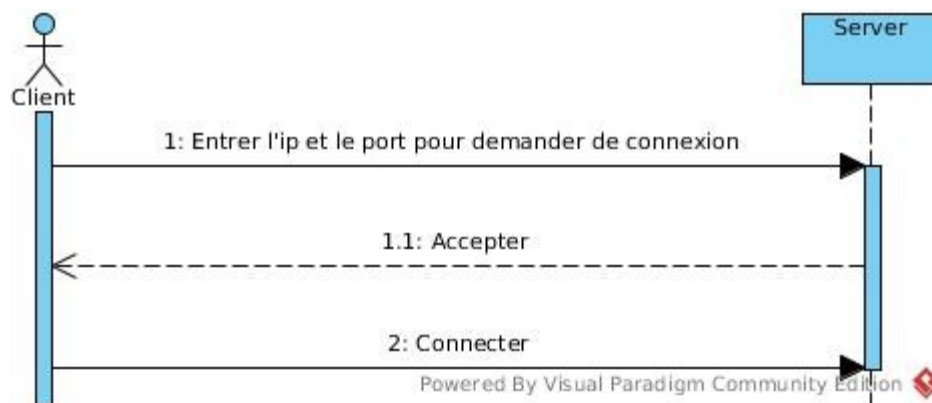 Server
Client
1: Entrer l'ip et le port pour demander de connexion
1.1: Accepter
2: Connecter
Powered By Visual Paradigm Community Edition